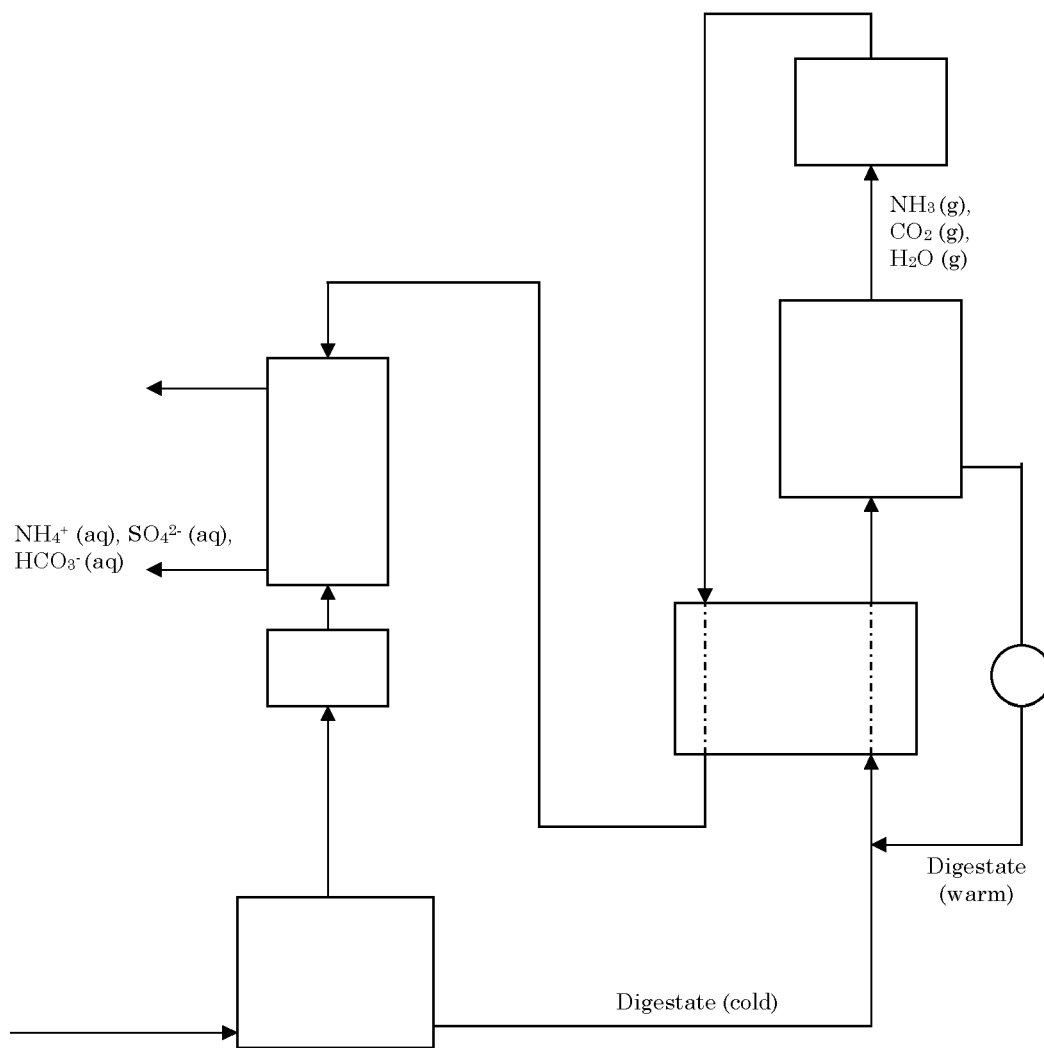 NH₃ (g),
CO₂ (g),
H₂O (g)
NH₄⁺ (aq), SO₄²⁻ (aq),
HCO₃⁻ (aq)
Digestate
(warm)
Digestate (cold)